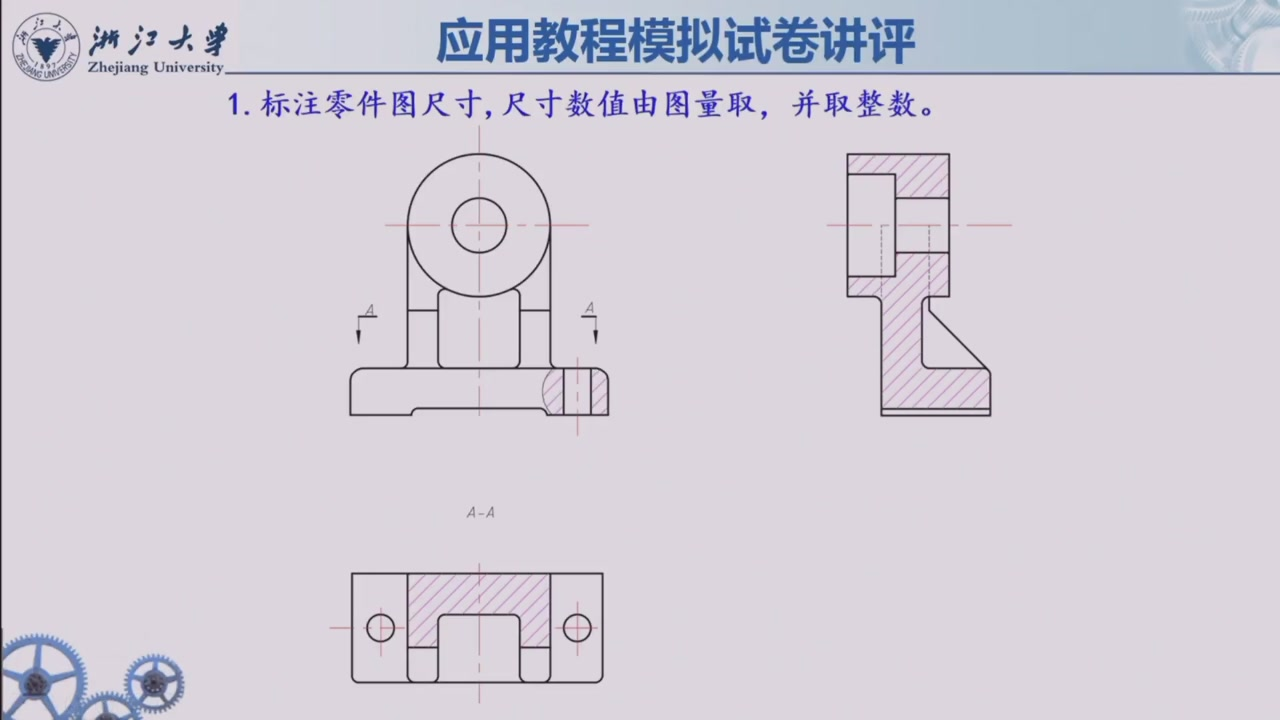 浙江大学
Zhejiang University
应用教程模拟试卷讲评
1.标注零件图尺寸,尺寸数值由图量取，并取整数。
A A
A-A